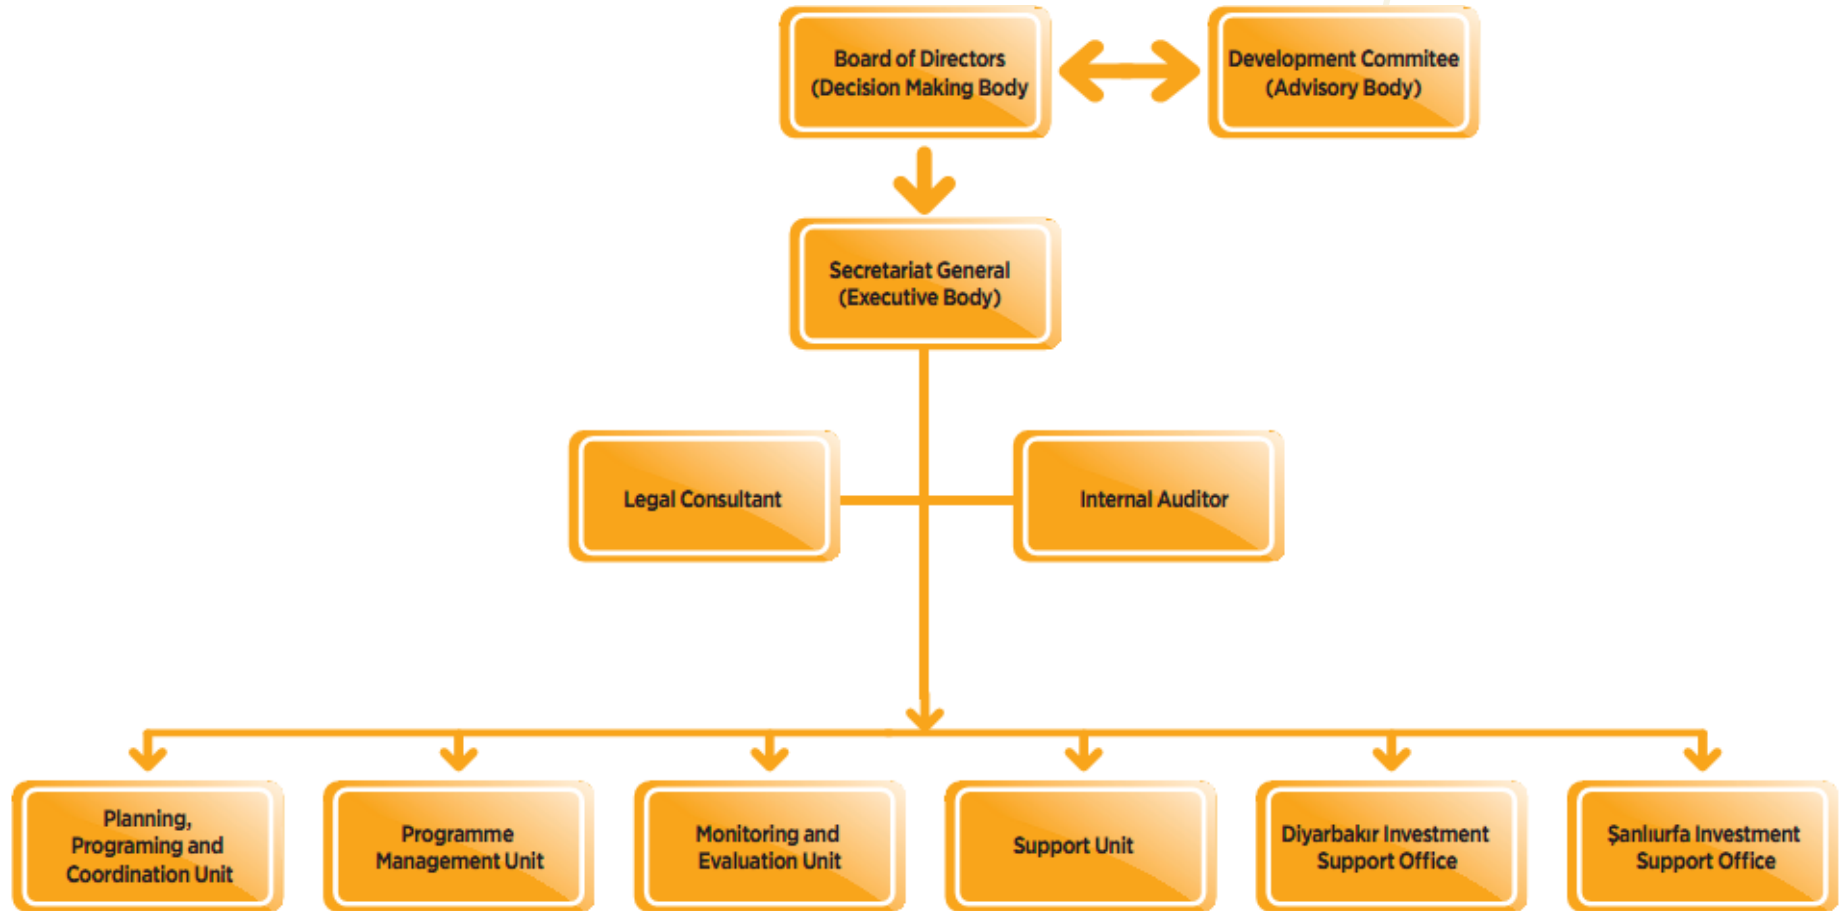 Board of Directors
(Decision Making Body
Development Commitee
(Advisory Body)
Secretariat General
(Executive Body)
Legal Consultant
Internal Auditor
Planning,
Programing and
Coordination Unit
Programme
Management Unit
Monitoring and
Evaluation Unit
Support Unit
Diyarbakır Investment
Support Office
Şanlıurfa Investment
Support Office